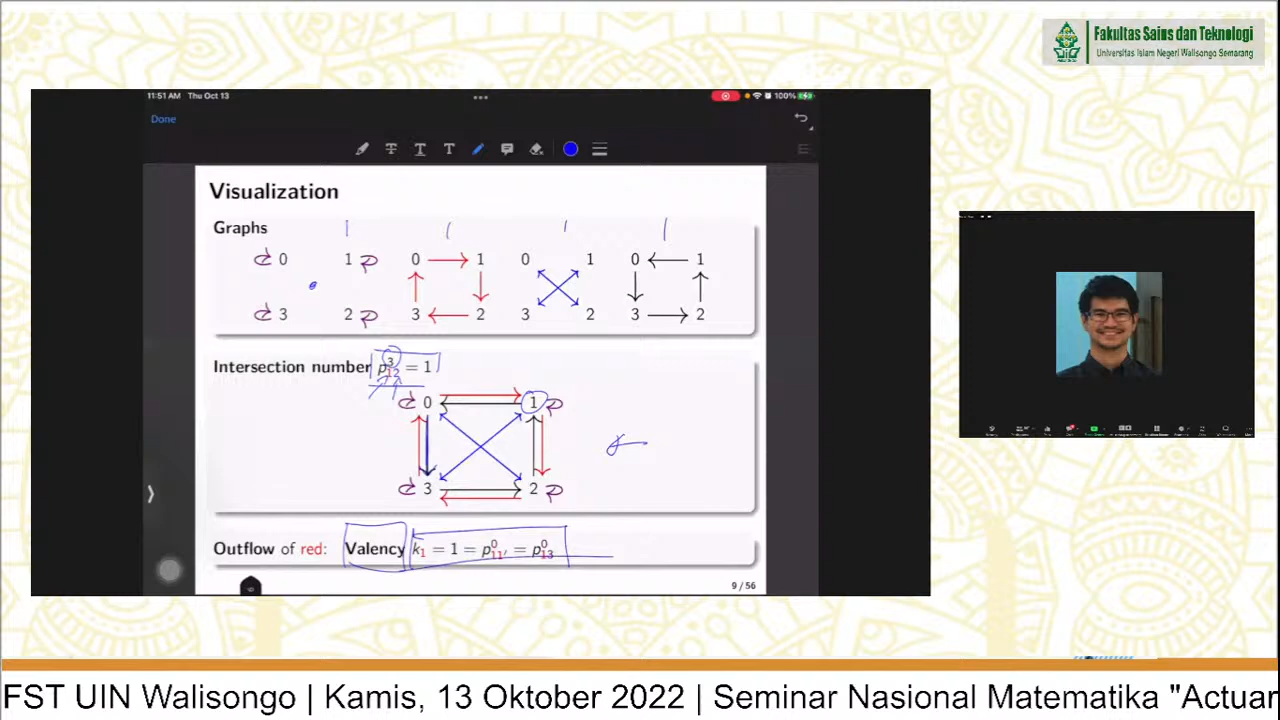 Fakultas Sains dan Teknologi
Universitas Islam Negeri Walisongo Semarang
11:51 AM Thu Oct 13
100%
Done
Visualization
Graphs
0 1 0 1 0 1 0 1
3 2 3 2 3 2 3 2
Intersection number p³₁₂ = 1
0 1
3 2
Outflow of red: Valency k₁ = 1 = p⁰₁₁′ = p⁰₁₃
9 / 56
FST UIN Walisongo | Kamis, 13 Oktober 2022 | Seminar Nasional Matematika "Actuar